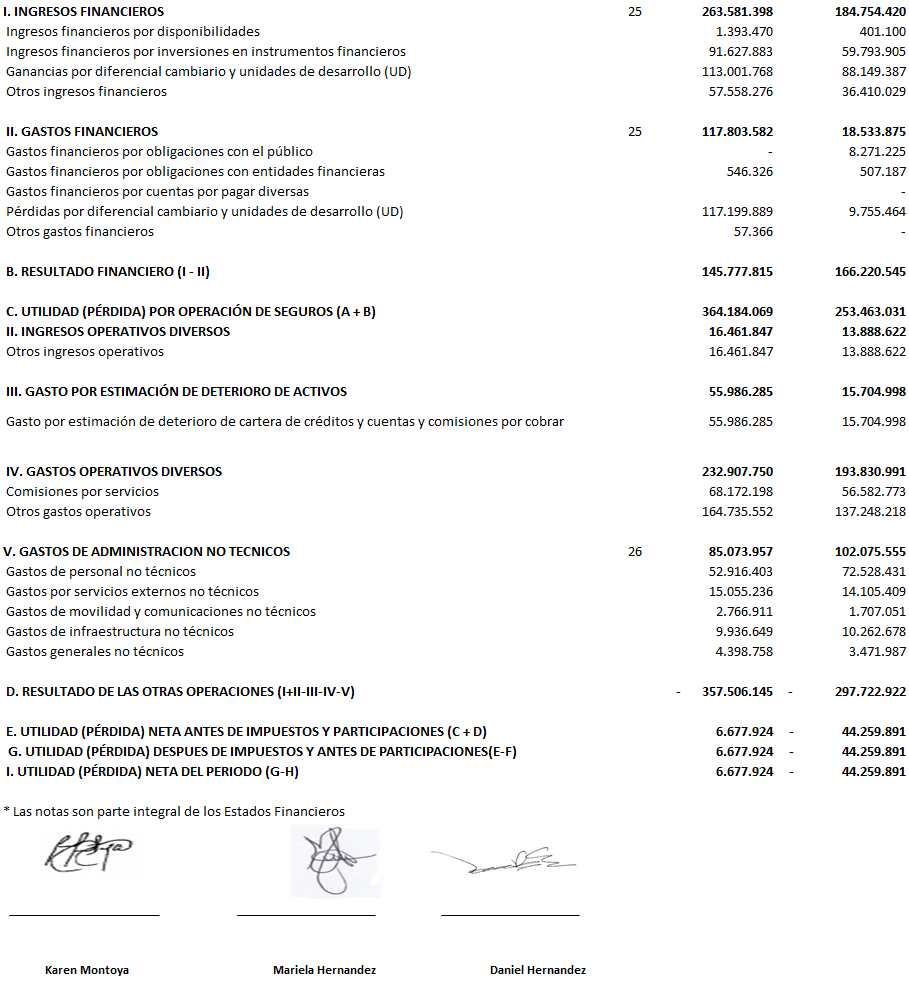 I. INGRESOS FINANCIEROS 25 263.581.398 184.754.420
Ingresos financieros por disponibilidades 1.393.470 401.100
Ingresos financieros por inversiones en instrumentos financieros 91.627.883 59.793.905
Ganancias por diferencial cambiario y unidades de desarrollo (UD) 113.001.768 88.149.387
Otros ingresos financieros 57.558.276 36.410.029
II. GASTOS FINANCIEROS 25 117.803.582 18.533.875
Gastos financieros por obligaciones con el público - 8.271.225
Gastos financieros por obligaciones con entidades financieras 546.326 507.187
Gastos financieros por cuentas por pagar diversas -
Pérdidas por diferencial cambiario y unidades de desarrollo (UD) 117.199.889 9.755.464
Otros gastos financieros 57.366 -
B. RESULTADO FINANCIERO (I - II) 145.777.815 166.220.545
C. UTILIDAD (PÉRDIDA) POR OPERACIÓN DE SEGUROS (A + B) 364.184.069 253.463.031
II. INGRESOS OPERATIVOS DIVERSOS 16.461.847 13.888.622
Otros ingresos operativos 16.461.847 13.888.622
III. GASTO POR ESTIMACIÓN DE DETERIORO DE ACTIVOS 55.986.285 15.704.998
Gasto por estimación de deterioro de cartera de créditos y cuentas y comisiones por cobrar 55.986.285 15.704.998
IV. GASTOS OPERATIVOS DIVERSOS 232.907.750 193.830.991
Comisiones por servicios 68.172.198 56.582.773
Otros gastos operativos 164.735.552 137.248.218
V. GASTOS DE ADMINISTRACION NO TECNICOS 26 85.073.957 102.075.555
Gastos de personal no técnicos 52.916.403 72.528.431
Gastos por servicios externos no técnicos 15.055.236 14.105.409
Gastos de movilidad y comunicaciones no técnicos 2.766.911 1.707.051
Gastos de infraestructura no técnicos 9.936.649 10.262.678
Gastos generales no técnicos 4.398.758 3.471.987
D. RESULTADO DE LAS OTRAS OPERACIONES (I+II-III-IV-V) - 357.506.145 - 297.722.922
E. UTILIDAD (PÉRDIDA) NETA ANTES DE IMPUESTOS Y PARTICIPACIONES (C + D) 6.677.924 - 44.259.891
G. UTILIDAD (PÉRDIDA) DESPUES DE IMPUESTOS Y ANTES DE PARTICIPACIONES(E-F) 6.677.924 - 44.259.891
I. UTILIDAD (PÉRDIDA) NETA DEL PERIODO (G-H) 6.677.924 - 44.259.891
* Las notas son parte integral de los Estados Financieros
Karen Montoya Mariela Hernandez Daniel Hernandez